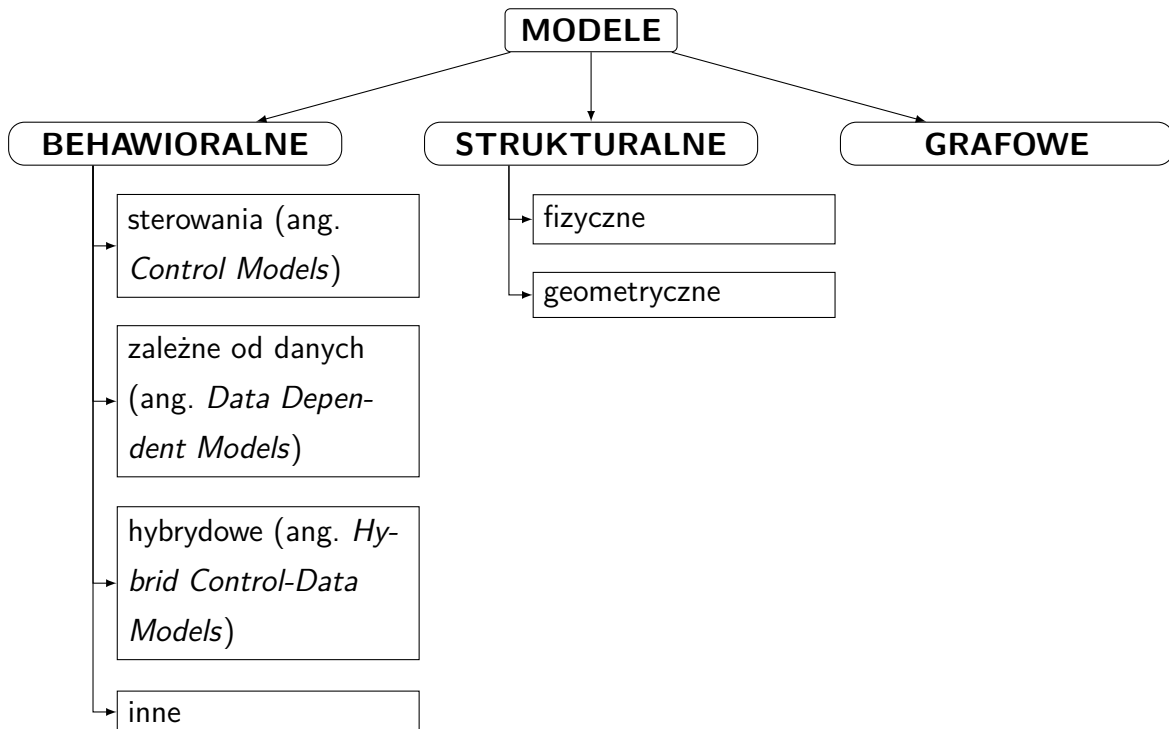 MODELE
BEHAWIORALNE
STRUKTURALNE
GRAFOWE
sterowania (ang.
Control Models)
zależne od danych
(ang. Data Depen-
dent Models)
hybrydowe (ang. Hy-
brid Control-Data
Models)
inne
fizyczne
geometryczne